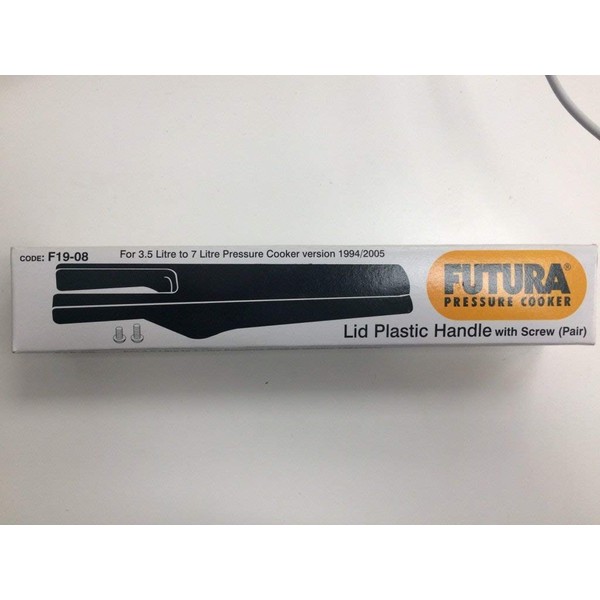 CODE: F19-08
For 3.5 Litre to 7 Litre Pressure Cooker version 1994/2005
FUTURA®
PRESSURE COOKER
Lid Plastic Handle with Screw (Pair)